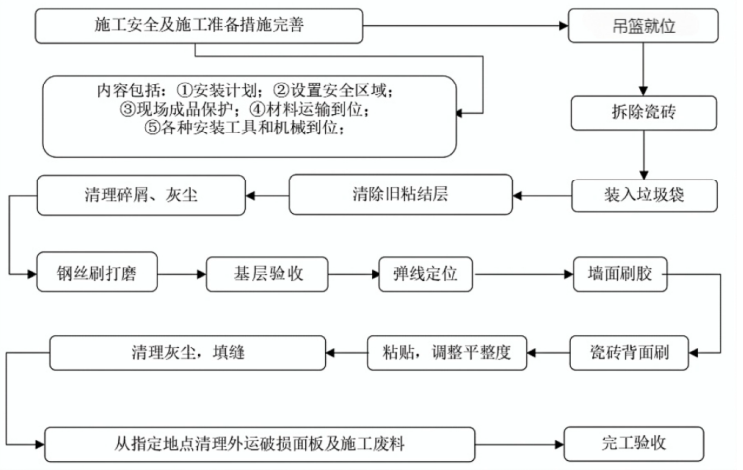 施工安全及施工准备措施完善
吊篮就位
内容包括：①安装计划；②设置安全区域；
③现场成品保护；④材料运输到位；
⑤各种安装工具和机械到位；
拆除瓷砖
装入垃圾袋
清除旧粘结层
清理碎屑、灰尘
钢丝刷打磨
基层验收
弹线定位
墙面刷胶
瓷砖背面刷
粘贴，调整平整度
清理灰尘，填缝
从指定地点清理外运破损面板及施工废料
完工验收